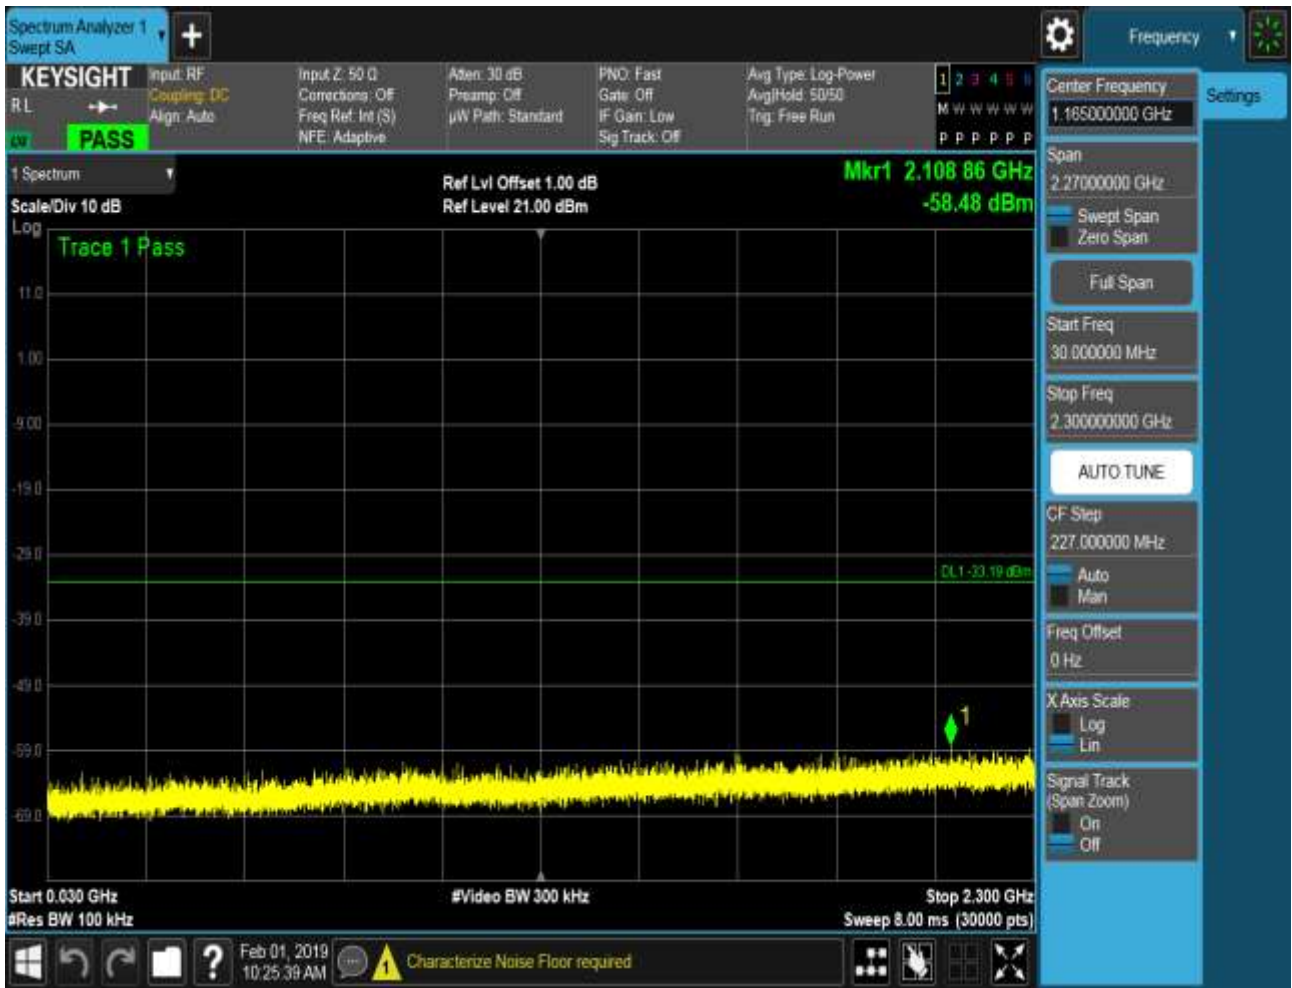 Spectrum Analyzer 1
Swept SA
Frequency
KEYSIGHT
R L
PASS
Input: RF
Coupling: DC
Align: Auto
Input Z: 50 Ω
Corrections: Off
Freq Ref: Int (S)
NFE: Adaptive
Atten: 30 dB
Preamp: Off
µW Path: Standard
PNO: Fast
Gate: Off
IF Gain: Low
Sig Track: Off
Avg Type: Log-Power
Avg|Hold: 50/50
Trig: Free Run
1 2 3 4 5 6
M W W W W W
P P P P P P
1 Spectrum
Scale/Div 10 dB
Log
Ref Lvl Offset 1.00 dB
Ref Level 21.00 dBm
Mkr1 2.108 86 GHz
-58.48 dBm
Trace 1 Pass
11.0
1.00
-9.00
-19.0
-29.0
DL1 -33.19 dBm
-39.0
-49.0
1
-59.0
-69.0
Start 0.030 GHz
#Res BW 100 kHz
#Video BW 300 kHz
Stop 2.300 GHz
Sweep 8.00 ms (30000 pts)
Center Frequency
1.165000000 GHz
Settings
Span
2.27000000 GHz
Swept Span
Zero Span
Full Span
Start Freq
30.000000 MHz
Stop Freq
2.300000000 GHz
AUTO TUNE
CF Step
227.000000 MHz
Auto
Man
Freq Offset
0 Hz
X Axis Scale
Log
Lin
Signal Track
(Span Zoom)
On
Off
?
Feb 01, 2019
10:25:39 AM
1
Characterize Noise Floor required